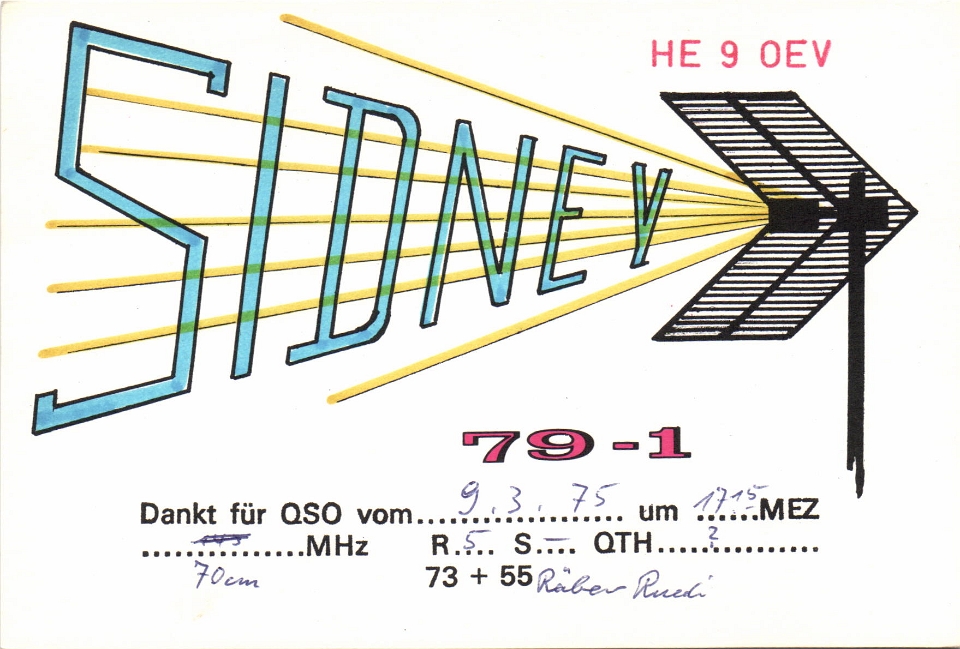 HE 9 OEV
SIDNEY
79-1
Dankt für QSO vom 9.3.75 um 1715 MEZ
MHz R 5 S — QTH ?
70cm 73 + 55 Räber Ruedi